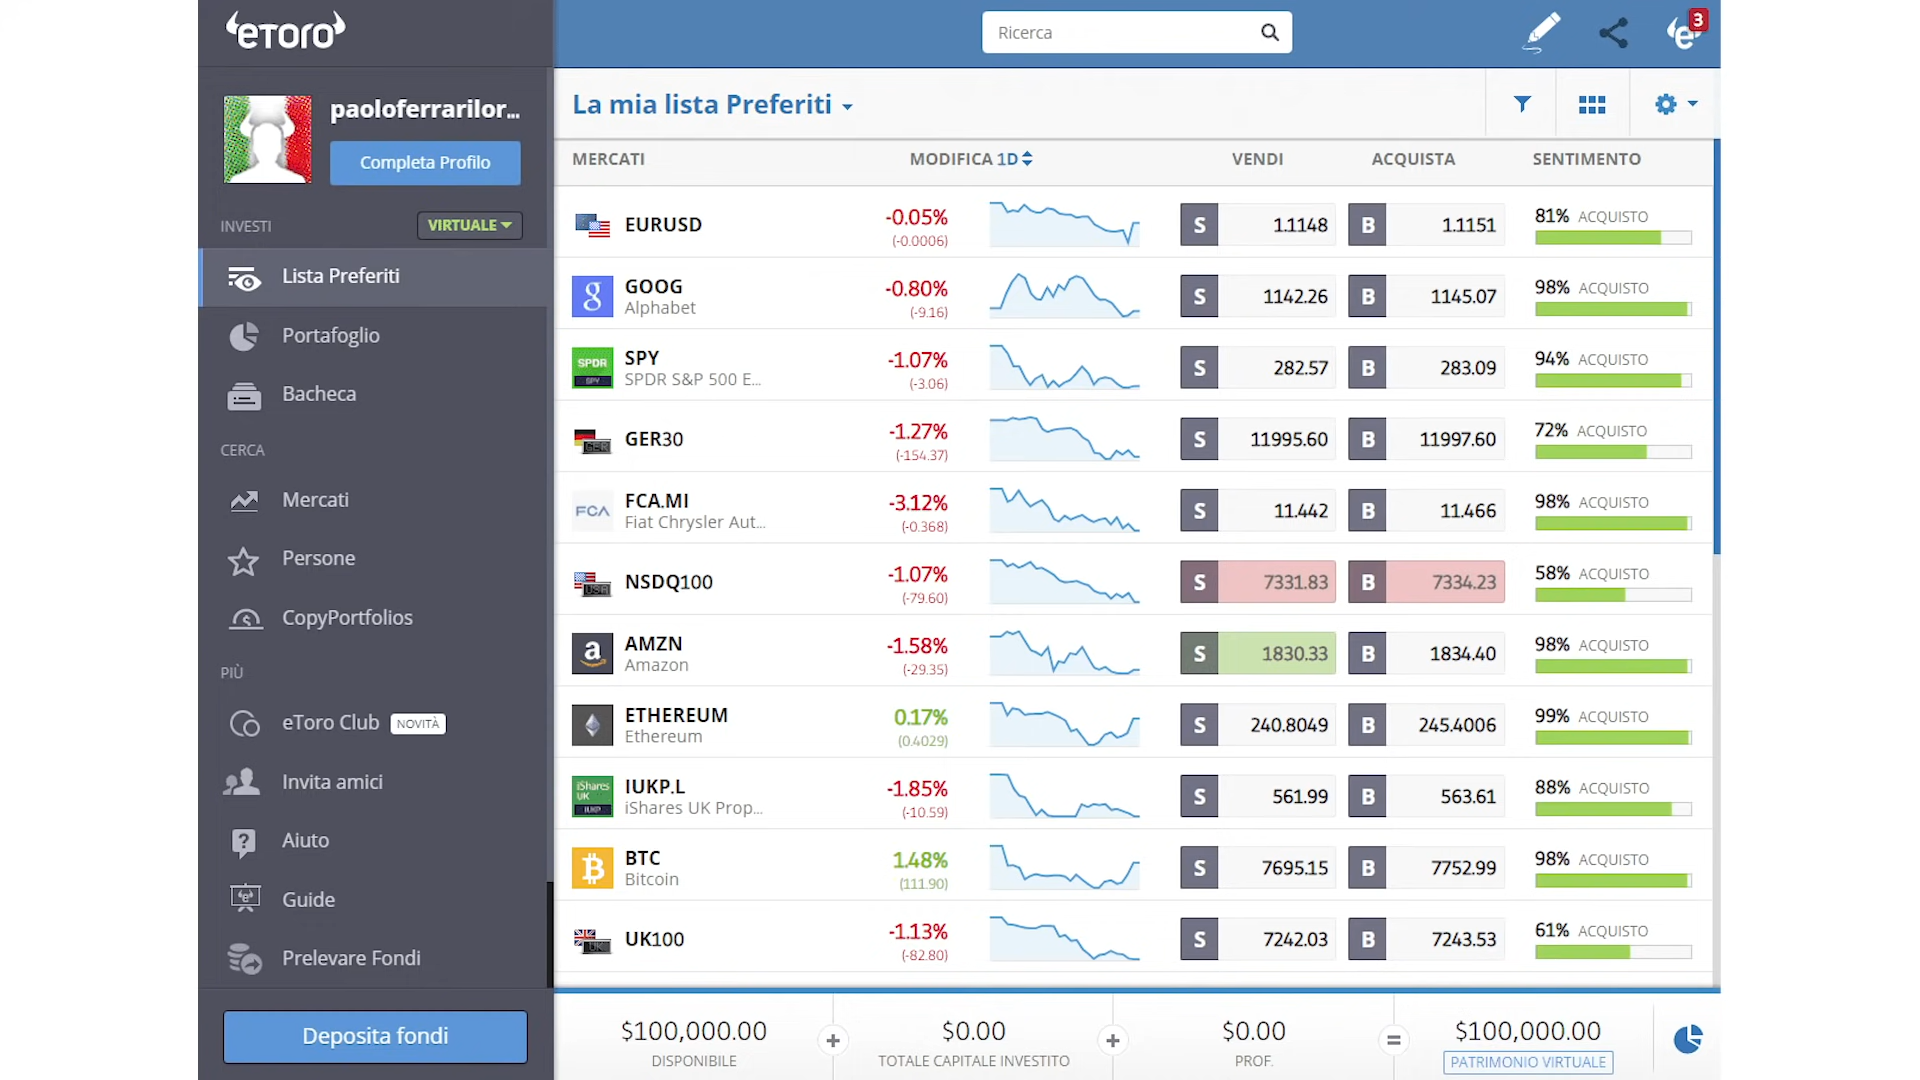 eTORO
Ricerca
3
paoloferrarilor...
Completa Profilo
INVESTI
VIRTUALE
Lista Preferiti
Portafoglio
Bacheca
CERCA
Mercati
Persone
CopyPortfolios
PIÙ
eToro Club NOVITÀ
Invita amici
Aiuto
Guide
Prelevare Fondi
Deposita fondi
La mia lista Preferiti
MERCATI MODIFICA 1D VENDI ACQUISTA SENTIMENTO
EURUSD -0.05% S 1.1148 B 1.1151 81% ACQUISTO
(-0.0006)
g GOOG -0.80% S 1142.26 B 1145.07 98% ACQUISTO
Alphabet (-9.16)
SPDR SPY SPY -1.07% S 282.57 B 283.09 94% ACQUISTO
SPDR S&P 500 E... (-3.06)
GER GER30 -1.27% S 11995.60 B 11997.60 72% ACQUISTO
(-154.37)
FCA FCA.MI -3.12% S 11.442 B 11.466 98% ACQUISTO
Fiat Chrysler Aut... (-0.368)
USA NSDQ100 -1.07% S 7331.83 B 7334.23 58% ACQUISTO
(-79.60)
a AMZN -1.58% S 1830.33 B 1834.40 98% ACQUISTO
Amazon (-29.35)
ETHEREUM 0.17% S 240.8049 B 245.4006 99% ACQUISTO
Ethereum (0.4029)
iShares UK IUKP IUKP.L -1.85% S 561.99 B 563.61 88% ACQUISTO
iShares UK Prop... (-10.59)
BTC 1.48% S 7695.15 B 7752.99 98% ACQUISTO
Bitcoin (111.90)
UK UK100 -1.13% S 7242.03 B 7243.53 61% ACQUISTO
(-82.80)
$100,000.00 + $0.00 + $0.00 = $100,000.00
DISPONIBILE TOTALE CAPITALE INVESTITO PROF. PATRIMONIO VIRTUALE